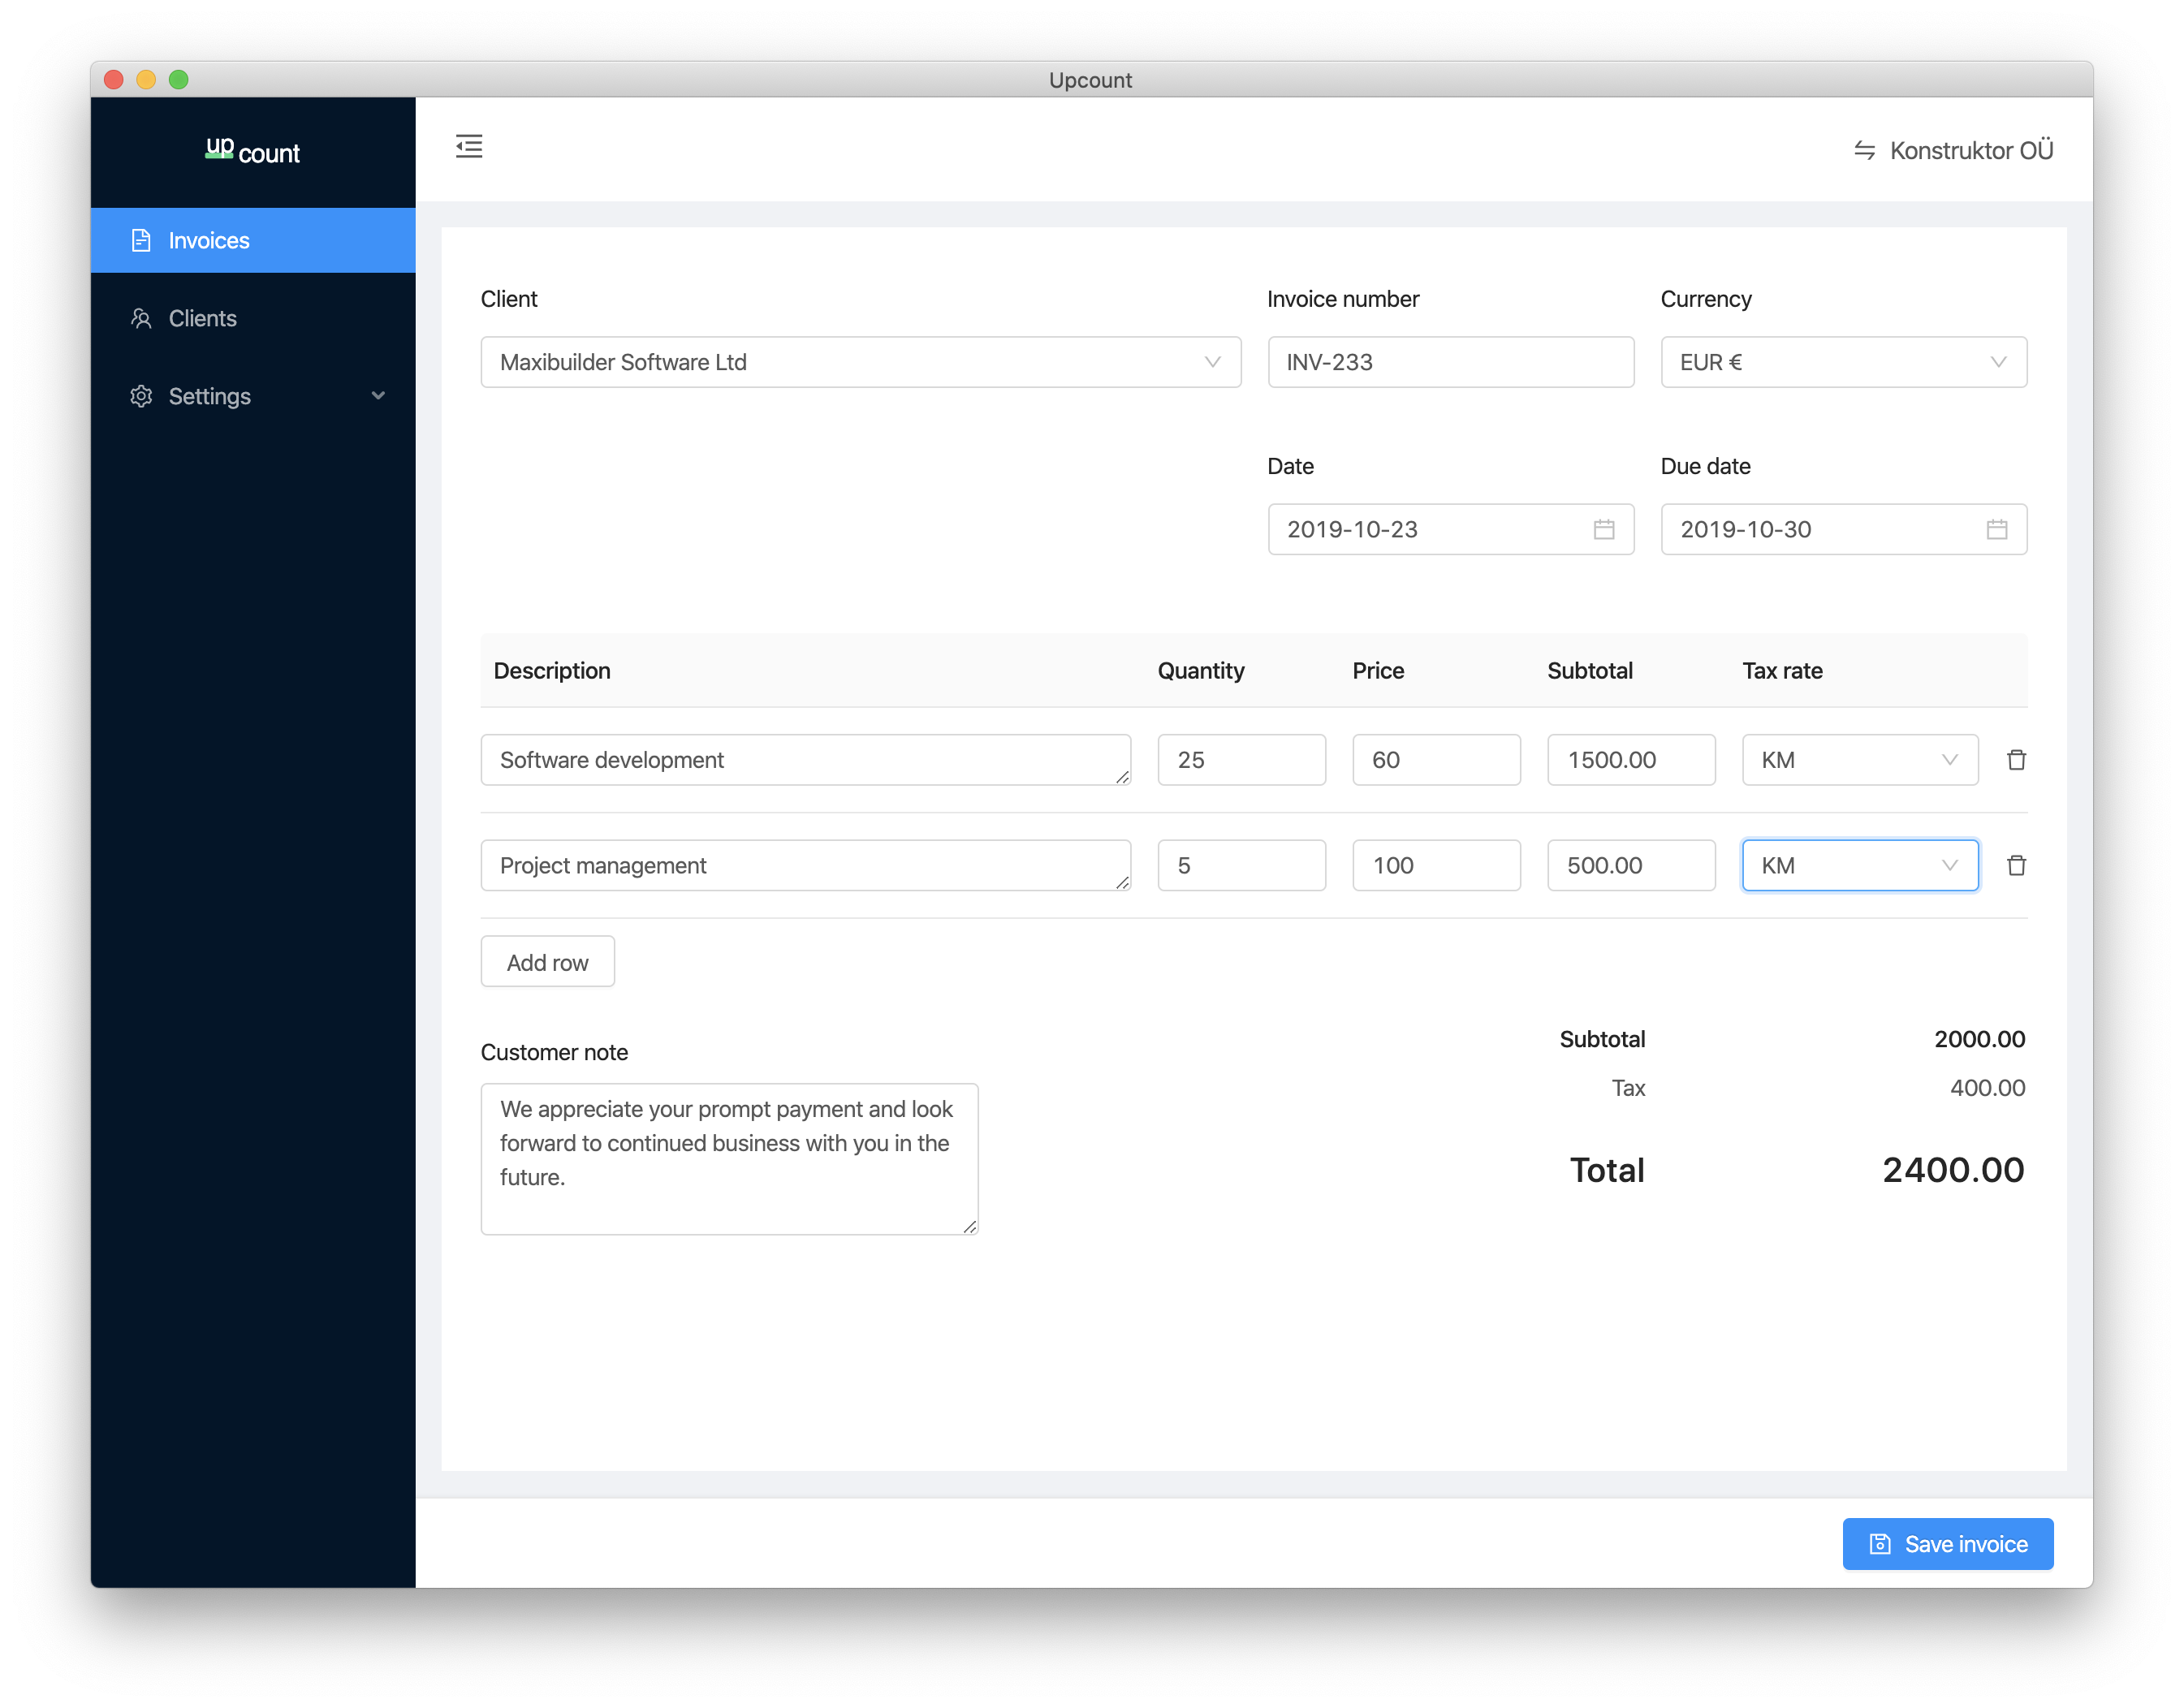 Upcount
up count
Konstruktor OÜ
Invoices
Clients
Settings
Client
Invoice number
Currency
Maxibuilder Software Ltd
INV-233
EUR €
Date
Due date
2019-10-23
2019-10-30
Description Quantity Price Subtotal Tax rate
Software development 25 60 1500.00 KM
Project management 5 100 500.00 KM
Add row
Customer note
We appreciate your prompt payment and look
forward to continued business with you in the
future.
Subtotal 2000.00
Tax 400.00
Total 2400.00
Save invoice